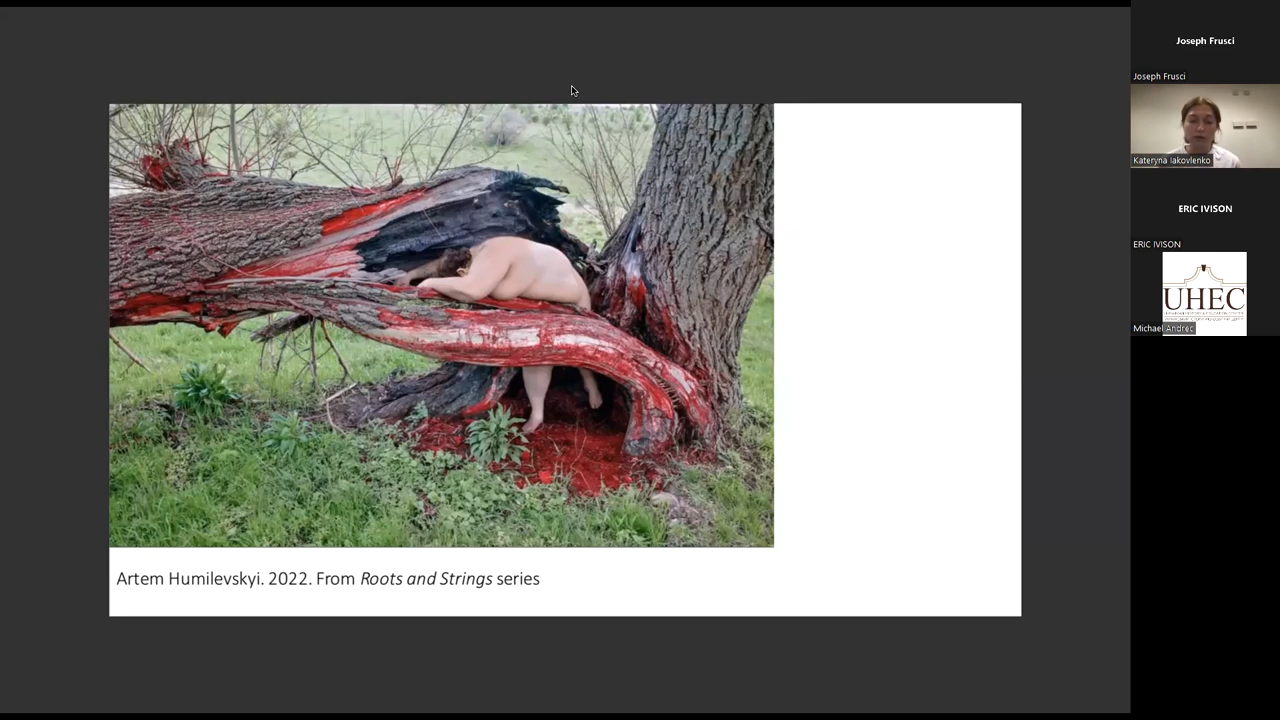 Artem Humilevskyi. 2022. From Roots and Strings series
Joseph Frusci
Joseph Frusci
Kateryna Iakovlenko
ERIC IVISON
ERIC IVISON
UHEC
Michael Andrec